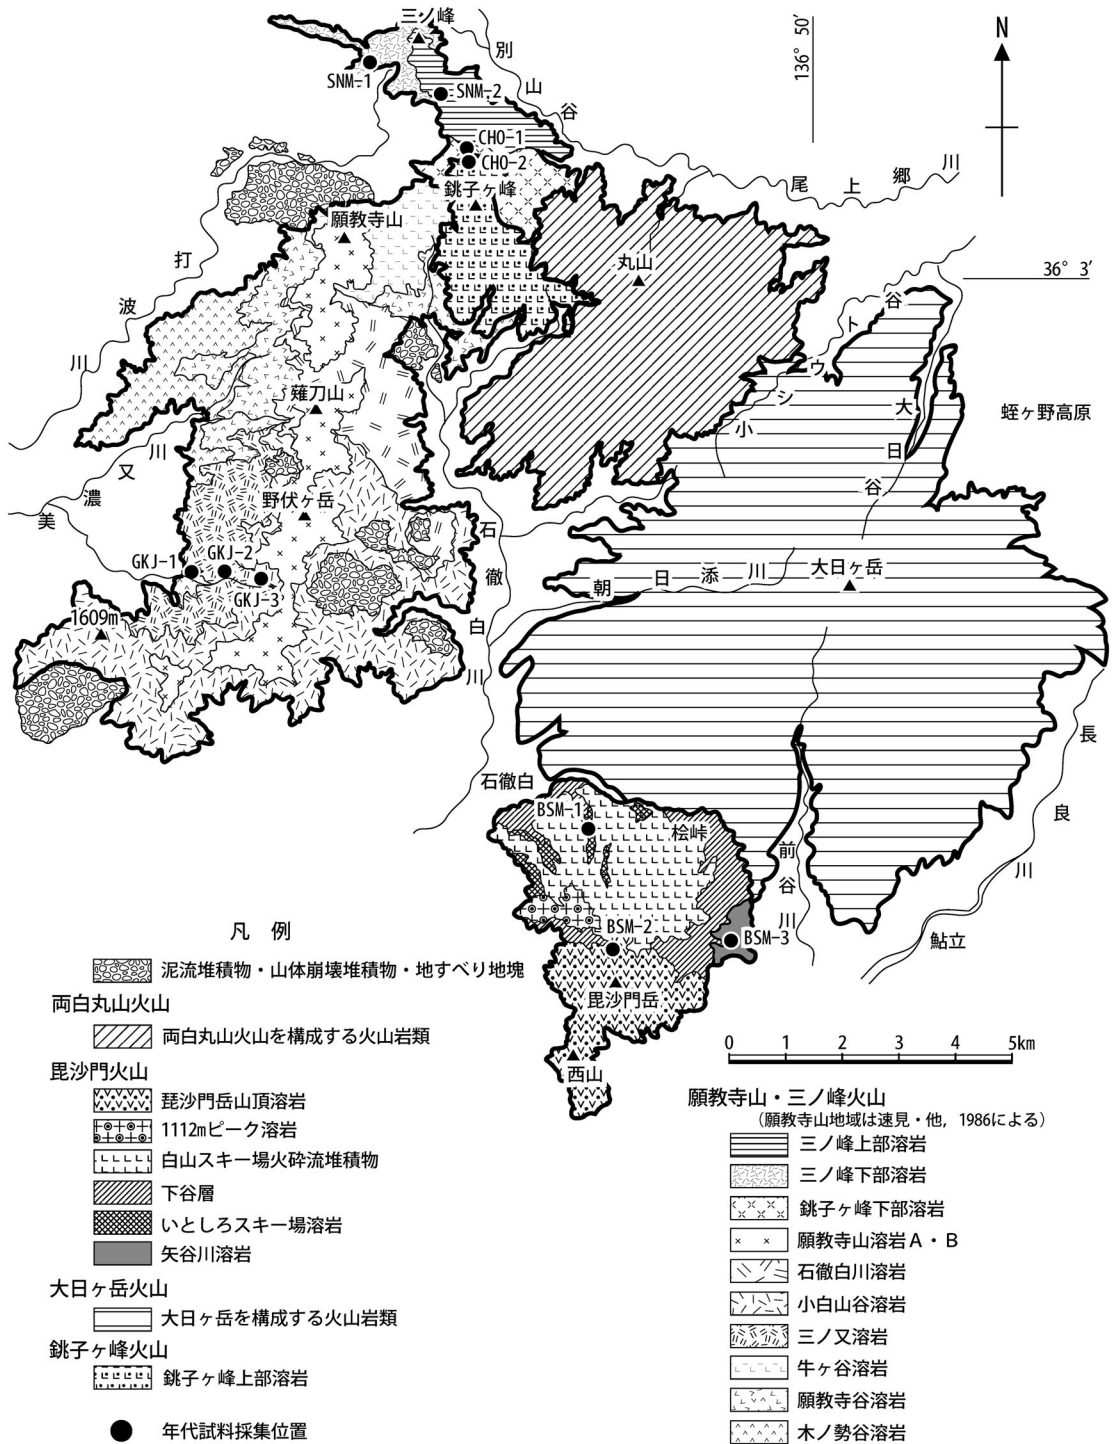 三ノ峰
別山谷
136° 50′
N
SNM-1
SNM-2
CHO-1
CHO-2
尾上郷川
銚子ヶ峰
願教寺山
丸山
36° 3′
打波川
小シウト谷
大日谷
蛭ヶ野高原
薙刀山
美濃又川
野伏ヶ岳
石徹白川
GKJ-1
GKJ-2
GKJ-3
朝日添川
大日ヶ岳
1609m
長良川
石徹白
BSM-1
桧峠
前谷川
BSM-2
BSM-3
鮎立
毘沙門岳
西山
凡 例
泥流堆積物・山体崩壊堆積物・地すべり地塊
両白丸山火山
両白丸山火山を構成する火山岩類
毘沙門火山
琵沙門岳山頂溶岩
1112mピーク溶岩
白山スキー場火砕流堆積物
下谷層
いとしろスキー場溶岩
矢谷川溶岩
大日ヶ岳火山
大日ヶ岳を構成する火山岩類
銚子ヶ峰火山
銚子ヶ峰上部溶岩
年代試料採集位置
0 1 2 3 4 5km
願教寺山・三ノ峰火山
（願教寺山地域は速見・他, 1986による）
三ノ峰上部溶岩
三ノ峰下部溶岩
銚子ヶ峰下部溶岩
願教寺山溶岩A・B
石徹白川溶岩
小白山谷溶岩
三ノ又溶岩
牛ヶ谷溶岩
願教寺谷溶岩
木ノ勢谷溶岩